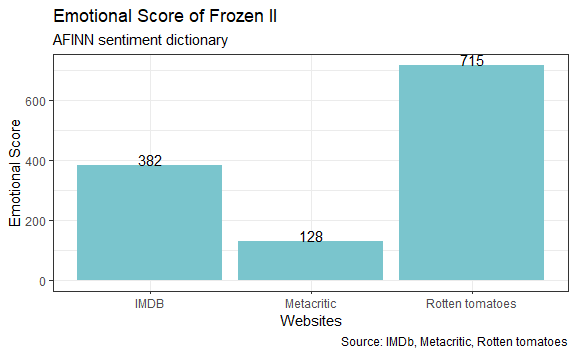 Emotional Score of Frozen II
AFINN sentiment dictionary
715
600
Emotional Score
400
382
200
128
0
IMDB
Metacritic
Rotten tomatoes
Websites
Source: IMDb, Metacritic, Rotten tomatoes